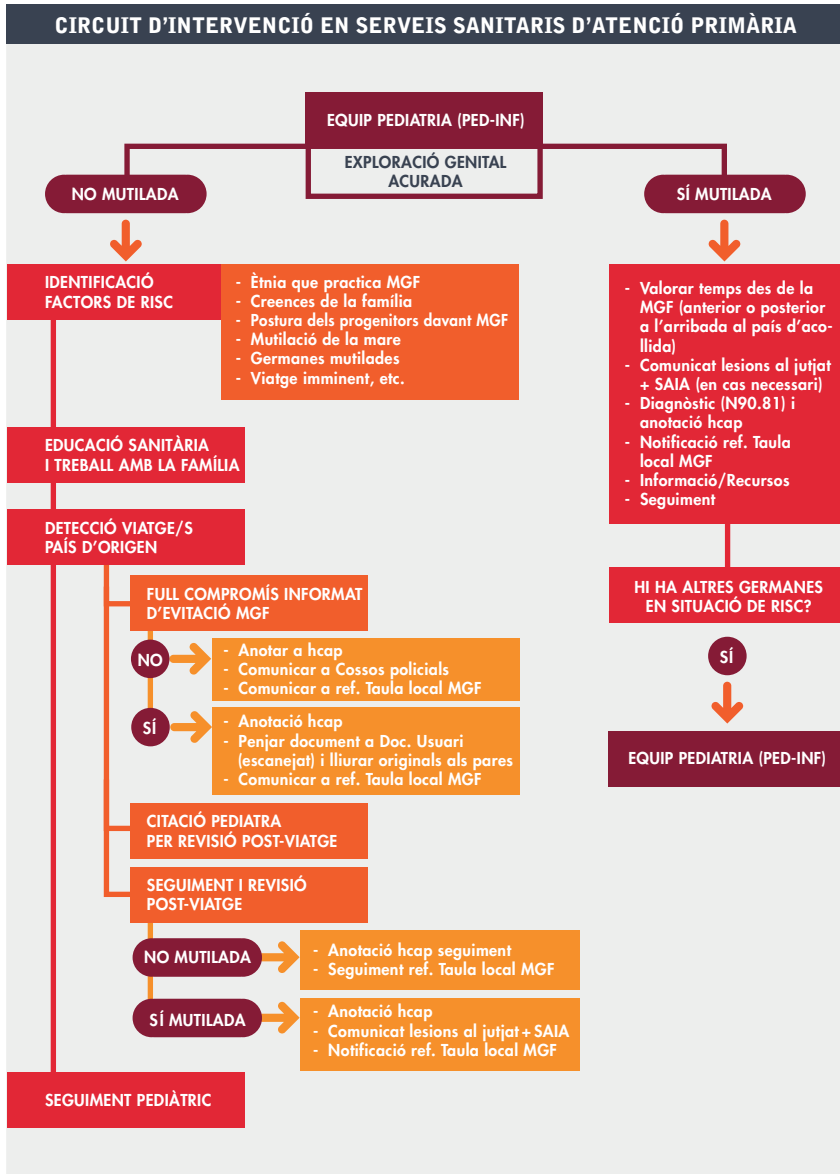 CIRCUIT D'INTERVENCIÓ EN SERVEIS SANITARIS D'ATENCIÓ PRIMÀRIA
EQUIP PEDIATRIA (PED-INF)
EXPLORACIÓ GENITAL
ACURADA
NO MUTILADA
IDENTIFICACIÓ
FACTORS DE RISC
- Ètnia que practica MGF
- Creences de la família
- Postura dels progenitors davant MGF
- Mutilació de la mare
- Germanes mutilades
- Viatge imminent, etc.
EDUCACIÓ SANITÀRIA
I TREBALL AMB LA FAMÍLIA
DETECCIÓ VIATGE/S
PAÍS D'ORIGEN
FULL COMPROMÍS INFORMAT
D'EVITACIÓ MGF
NO
- Anotar a hcap
- Comunicar a Cossos policials
- Comunicar a ref. Taula local MGF
SÍ
- Anotació hcap
- Penjar document a Doc. Usuari
(escanejat) i lliurar originals als pares
- Comunicar a ref. Taula local MGF
CITACIÓ PEDIATRA
PER REVISIÓ POST-VIATGE
SEGUIMENT I REVISIÓ
POST-VIATGE
NO MUTILADA
- Anotació hcap seguiment
- Seguiment ref. Taula local MGF
SÍ MUTILADA
- Anotació hcap
- Comunicat lesions al jutjat + SAIA
- Notificació ref. Taula local MGF
SEGUIMENT PEDIÀTRIC
SÍ MUTILADA
- Valorar temps des de la
MGF (anterior o posterior
a l'arribada al país d'aco-
llida)
- Comunicat lesions al jutjat
+ SAIA (en cas necessari)
- Diagnòstic (N90.81) i
anotació hcap
- Notificació ref. Taula
local MGF
- Informació/Recursos
- Seguiment
HI HA ALTRES GERMANES
EN SITUACIÓ DE RISC?
SÍ
EQUIP PEDIATRIA (PED-INF)